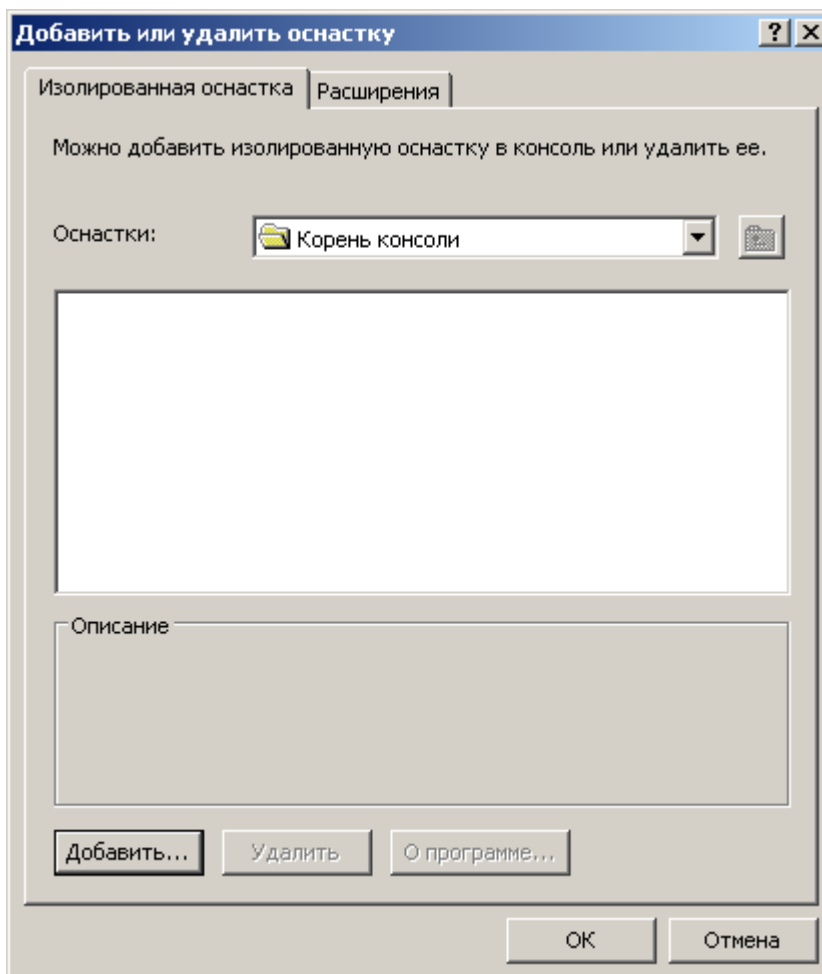 Добавить или удалить оснастку
Изолированная оснастка
Расширения
Можно добавить изолированную оснастку в консоль или удалить ее.
Оснастки:
Корень консоли
Описание
Добавить...
Удалить
О программе...
ОК
Отмена